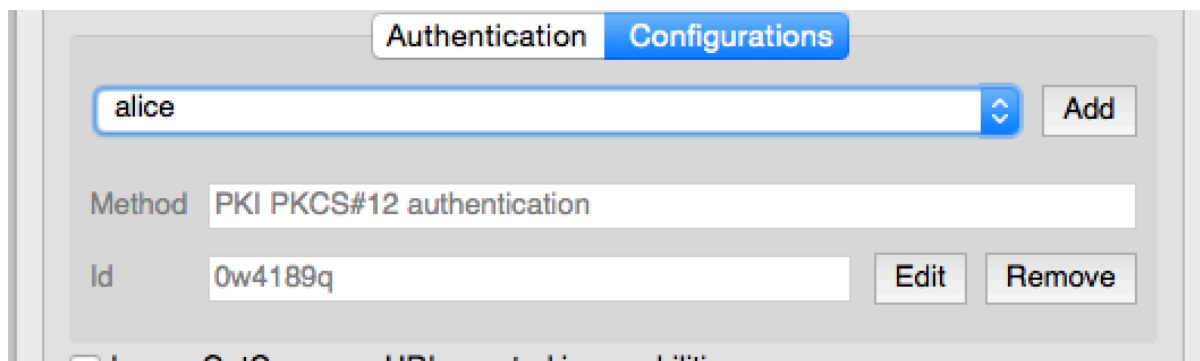 Authentication Configurations
alice Add
Method PKI PKCS#12 authentication
Id 0w4189q Edit Remove